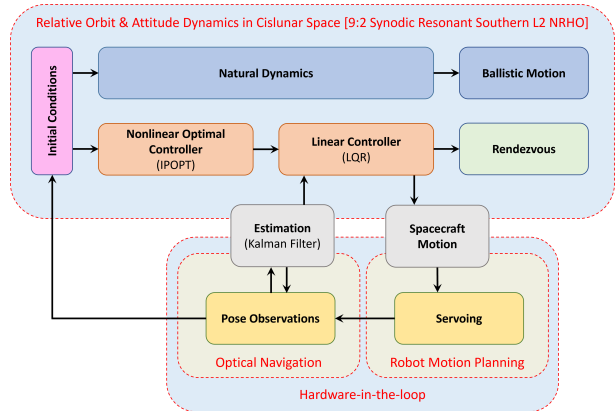 Relative Orbit & Attitude Dynamics in Cislunar Space [9:2 Synodic Resonant Southern L2 NRHO]
Initial Conditions
Natural Dynamics
Ballistic Motion
Nonlinear Optimal
Controller
(IPOPT)
Linear Controller
(LQR)
Rendezvous
Estimation
(Kalman Filter)
Spacecraft
Motion
Pose Observations
Servoing
Optical Navigation
Robot Motion Planning
Hardware-in-the-loop